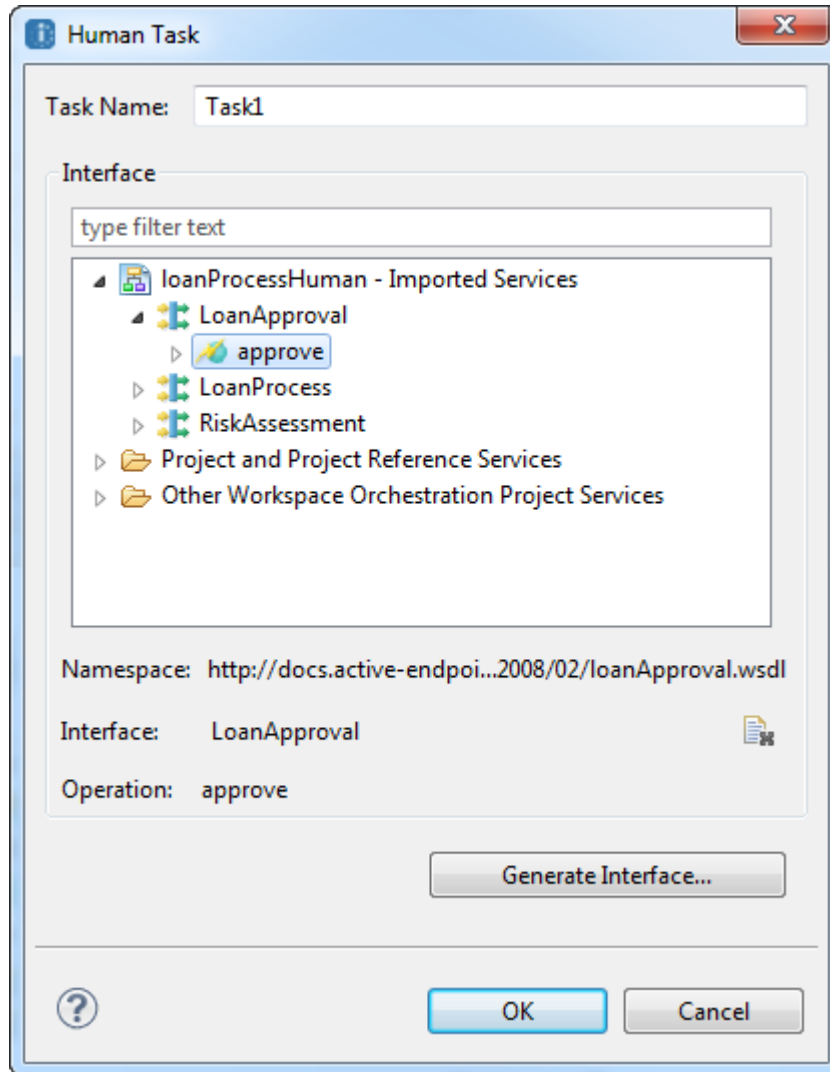 Human Task
Task Name: Task1
Interface
type filter text
loanProcessHuman - Imported Services
LoanApproval
approve
LoanProcess
RiskAssessment
Project and Project Reference Services
Other Workspace Orchestration Project Services
Namespace: http://docs.active-endpoi...2008/02/loanApproval.wsdl
Interface: LoanApproval
Operation: approve
Generate Interface...
OK Cancel